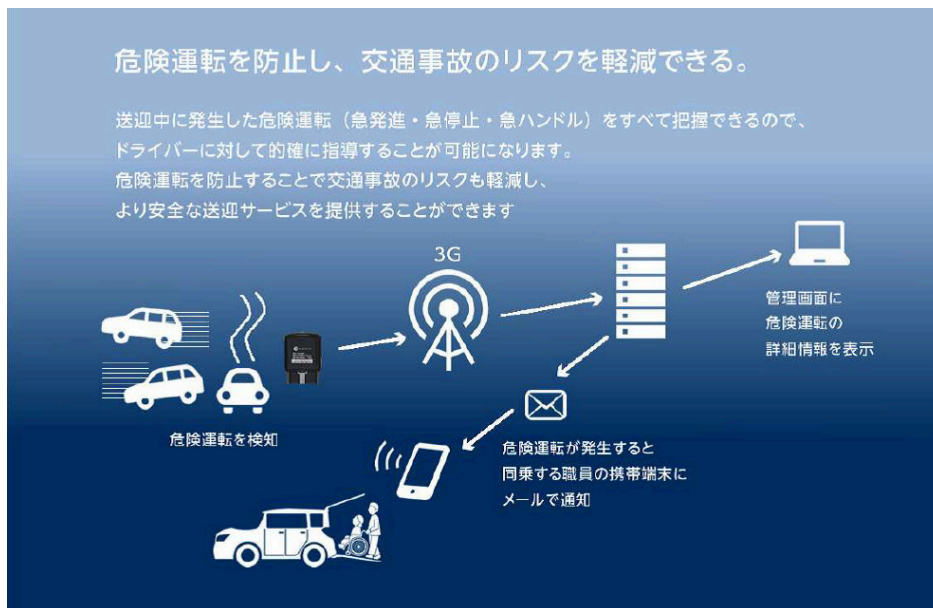 危険運転を防止し、交通事故のリスクを軽減できる。
送迎中に発生した危険運転（急発進・急停止・急ハンドル）をすべて把握できるので、
ドライバーに対して的確に指導することが可能になります。
危険運転を防止することで交通事故のリスクも軽減し、
より安全な送迎サービスを提供することができます
3G
管理画面に
危険運転の
詳細情報を表示
危険運転を検知
危険運転が発生すると
同乗する職員の携帯端末に
メールで通知